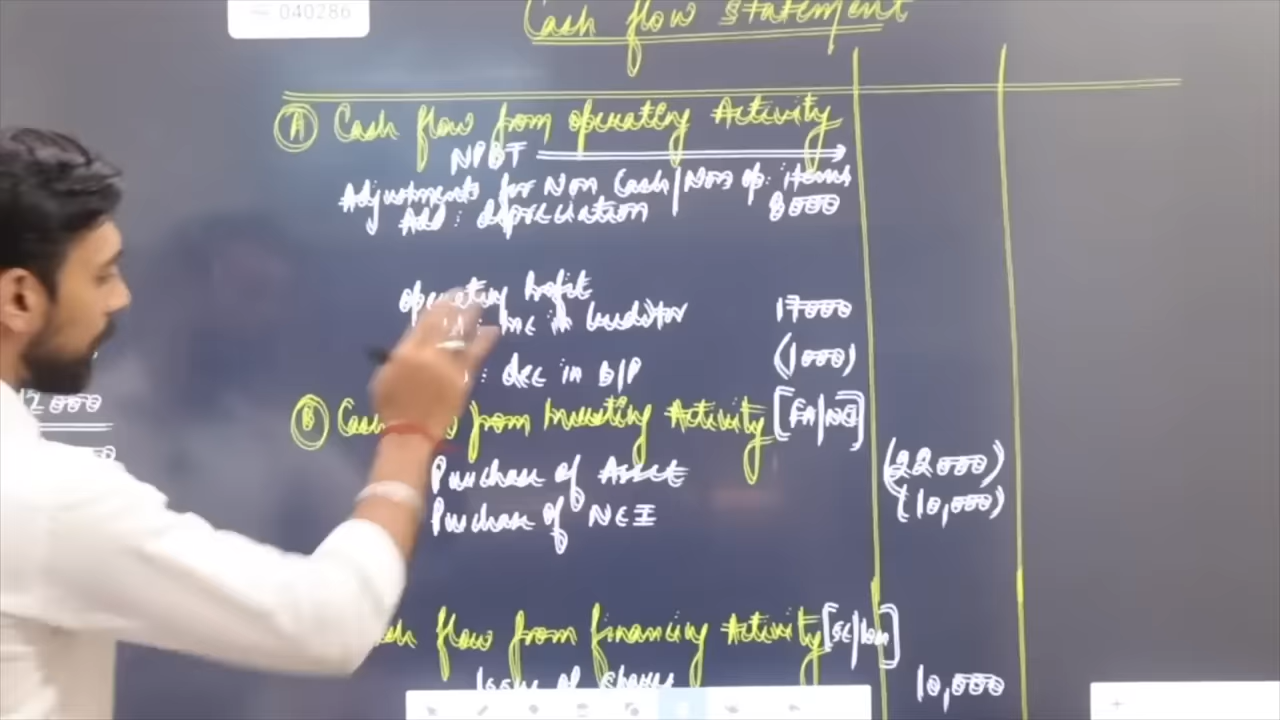 040286
Cash flow statement
A Cash flow from operating Activity
NPBT
Adjustments for Non Cash/Non op. items
Add: depreciation 8000
operating Profit
inc in Creditor 17000
: dec in B/P (1000)
B Cash from Investing Activity [FA/NCI]
Purchase of Asset (22000)
Purchase of NCI (10,000)
flow from financing Activity [SC/loan]
Issue of shares 10,000
12000